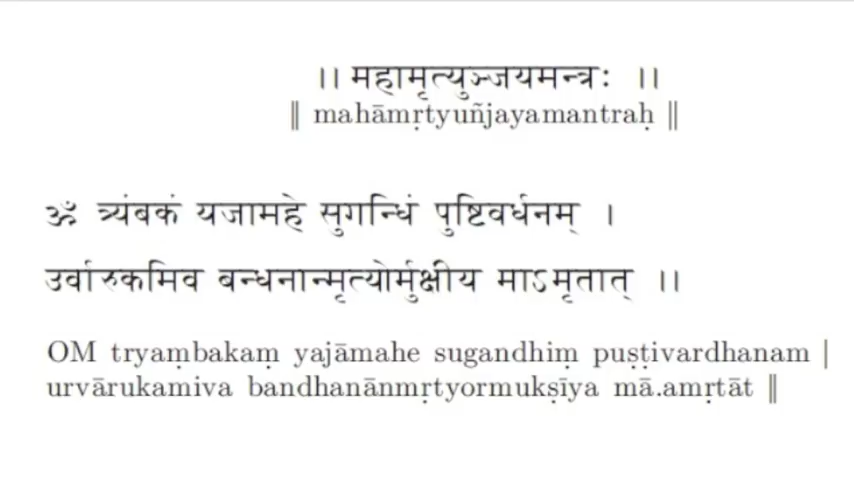 ।। महामृत्युञ्जयमन्त्रः ।।
‖ mahāmṛtyuñjayamantraḥ ‖
ॐ त्र्यंबकं यजामहे सुगन्धिं पुष्टिवर्धनम् ।
उर्वारुकमिव बन्धनान्मृत्योर्मुक्षीय माऽमृतात् ।।
OM tryaṃbakaṃ yajāmahe sugandhiṃ puṣṭivardhanam |
urvārukamiva bandhanānmṛtyormukṣīya mā.amṛtāt ‖